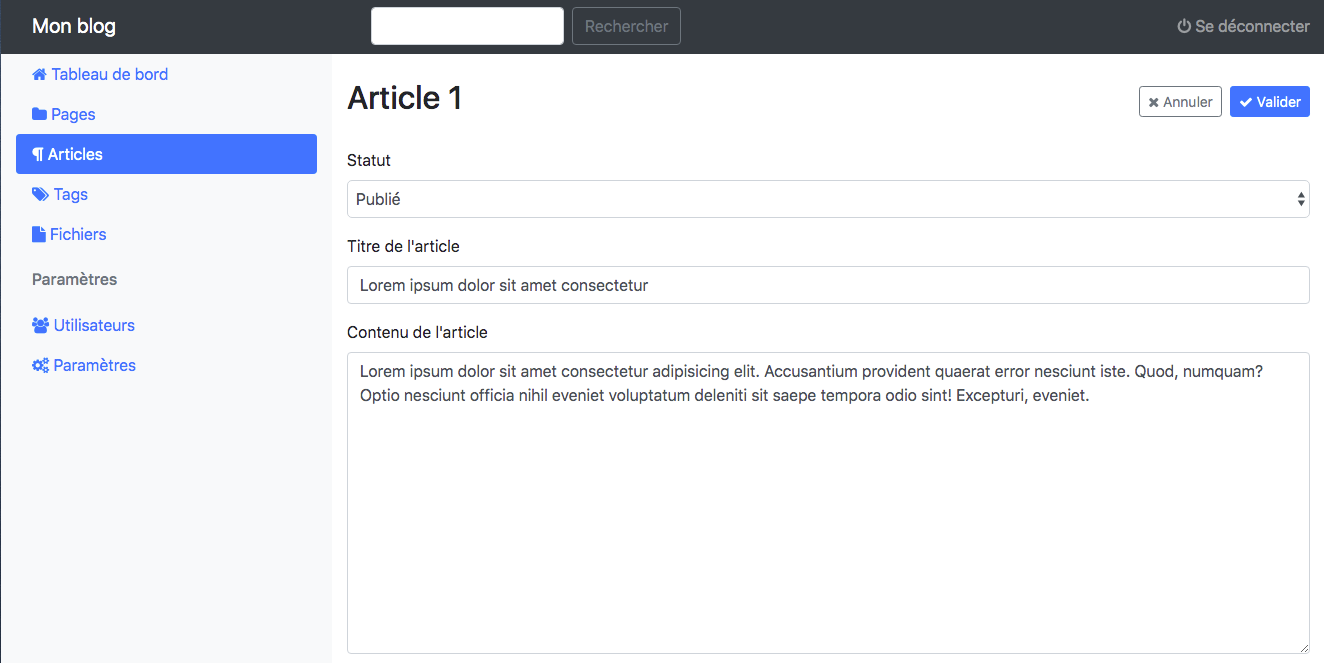 Mon blog
Rechercher
Se déconnecter
Tableau de bord
Pages
Articles
Tags
Fichiers
Paramètres
Utilisateurs
Paramètres
Article 1
Annuler
Valider
Statut
Publié
Titre de l'article
Lorem ipsum dolor sit amet consectetur
Contenu de l'article
Lorem ipsum dolor sit amet consectetur adipisicing elit. Accusantium provident quaerat error nesciunt iste. Quod, numquam?
Optio nesciunt officia nihil eveniet voluptatum deleniti sit saepe tempora odio sint! Excepturi, eveniet.